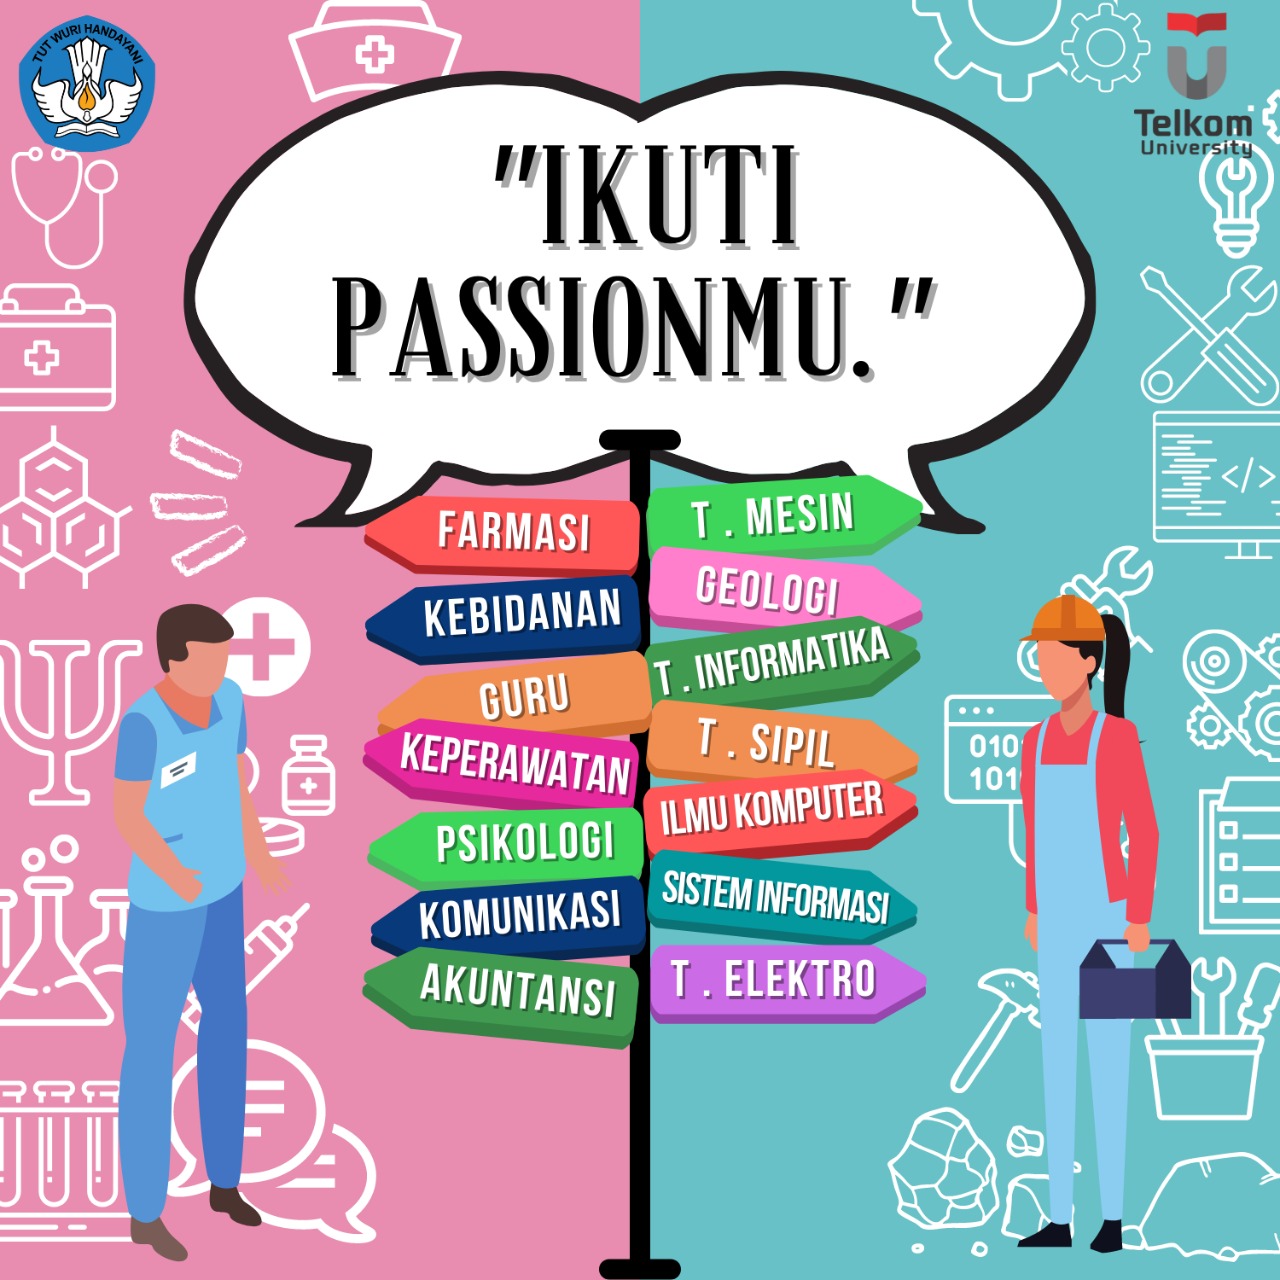 TUT WURI HANDAYANI
Telkom
University
"IKUTI
PASSIONMU."
FARMASI
KEBIDANAN
GURU
KEPERAWATAN
PSIKOLOGI
KOMUNIKASI
AKUNTANSI
T . MESIN
GEOLOGI
T . INFORMATIKA
T . SIPIL
ILMU KOMPUTER
SISTEM INFORMASI
T . ELEKTRO
</>
010
101